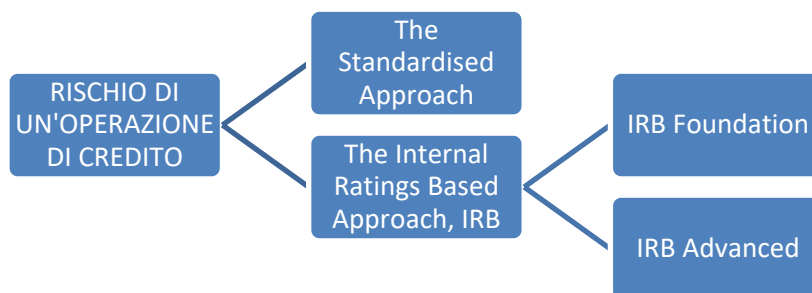 RISCHIO DI
UN'OPERAZIONE
DI CREDITO
The
Standardised
Approach
The Internal
Ratings Based
Approach, IRB
IRB Foundation
IRB Advanced